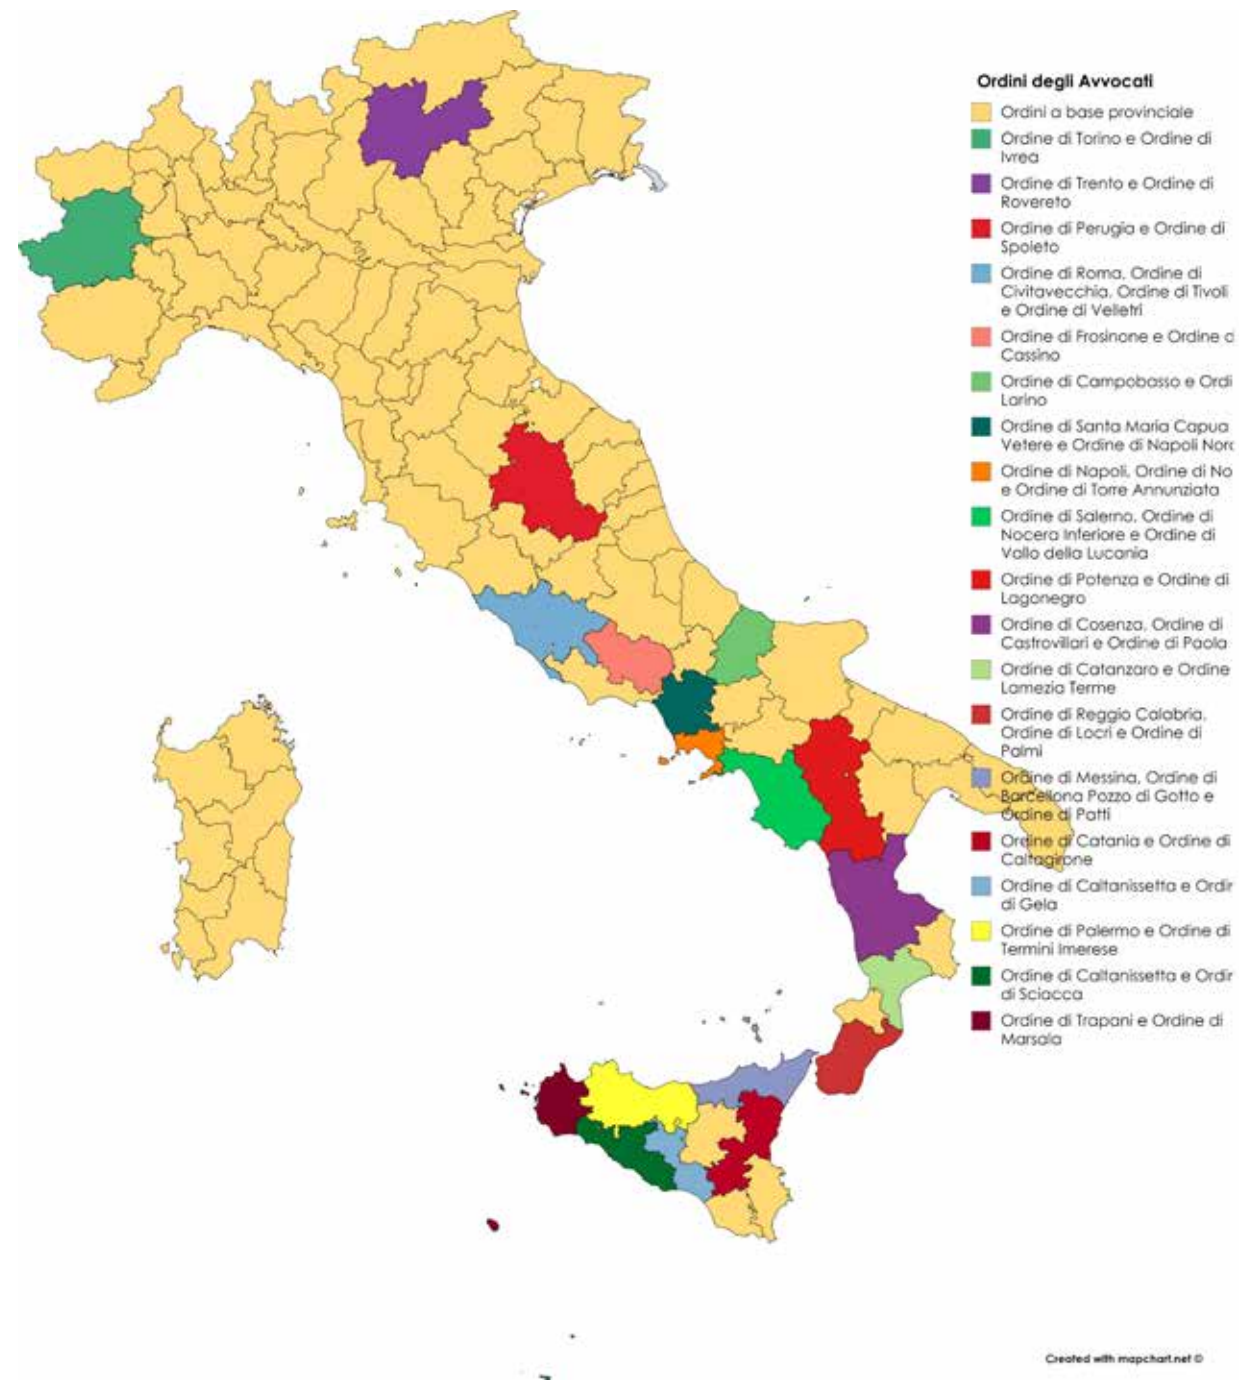 Ordini degli Avvocati
Ordini a base provinciale
Ordine di Torino e Ordine di
Ivrea
Ordine di Trento e Ordine di
Rovereto
Ordine di Perugia e Ordine di
Spoleto
Ordine di Roma, Ordine di
Civitavecchia, Ordine di Tivoli
e Ordine di Velletri
Ordine di Frosinone e Ordine d
Cassino
Ordine di Campobasso e Ordi
Larino
Ordine di Santa Maria Capua
Vetere e Ordine di Napoli Nord
Ordine di Napoli, Ordine di No
e Ordine di Torre Annunziata
Ordine di Salerno, Ordine di
Nocera Inferiore e Ordine di
Vallo della Lucania
Ordine di Potenza e Ordine di
Lagonegro
Ordine di Cosenza, Ordine di
Castrovillari e Ordine di Paola
Ordine di Catanzaro e Ordine
Lamezia Terme
Ordine di Reggio Calabria,
Ordine di Locri e Ordine di
Palmi
Ordine di Messina, Ordine di
Barcellona Pozzo di Gotto e
Ordine di Patti
Ordine di Catania e Ordine di
Caltagirone
Ordine di Caltanissetta e Ordin
di Gela
Ordine di Palermo e Ordine di
Termini Imerese
Ordine di Caltanissetta e Ordin
di Sciacca
Ordine di Trapani e Ordine di
Marsala
Created with mapchart.net ©